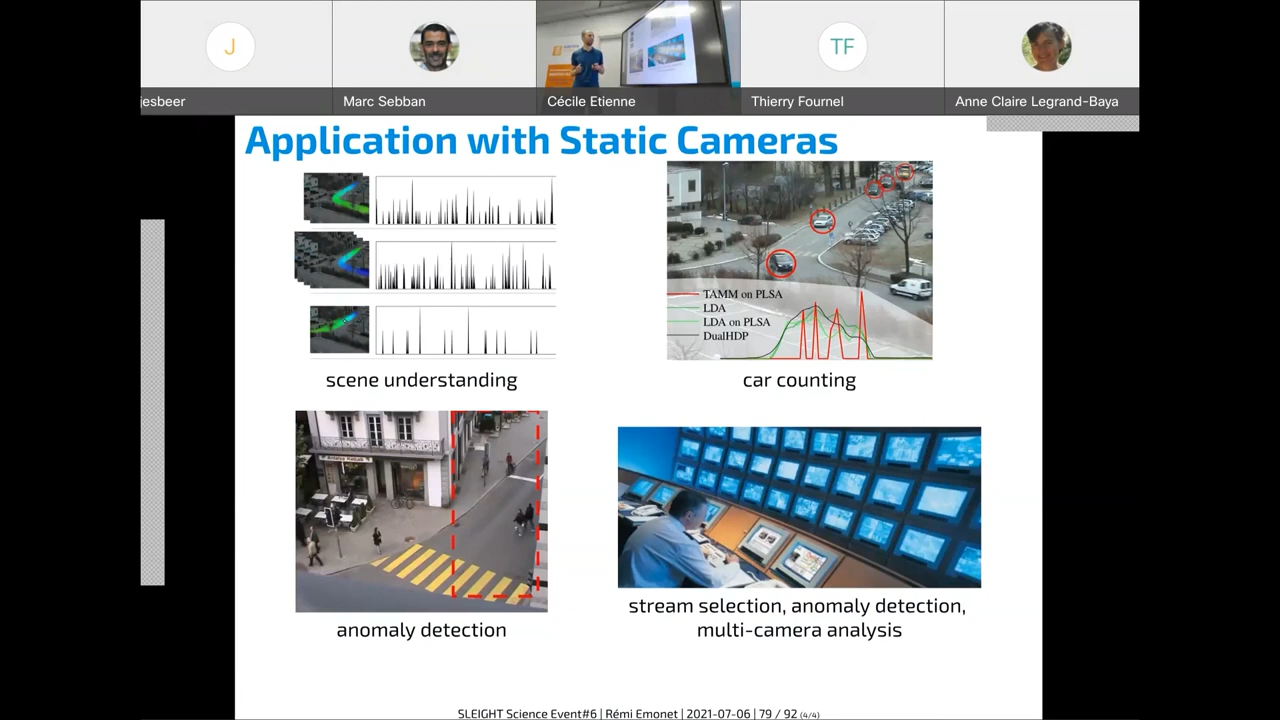 J
TF
jesbeer
Marc Sebban
Cécile Etienne
Thierry Fournel
Anne Claire Legrand-Baya
Application with Static Cameras
TAMM on PLSA
LDA
LDA on PLSA
DualHDP
scene understanding
car counting
anomaly detection
stream selection, anomaly detection,
multi-camera analysis
SLEIGHT Science Event#6 | Rémi Emonet | 2021-07-06 | 79 / 92 (4/4)